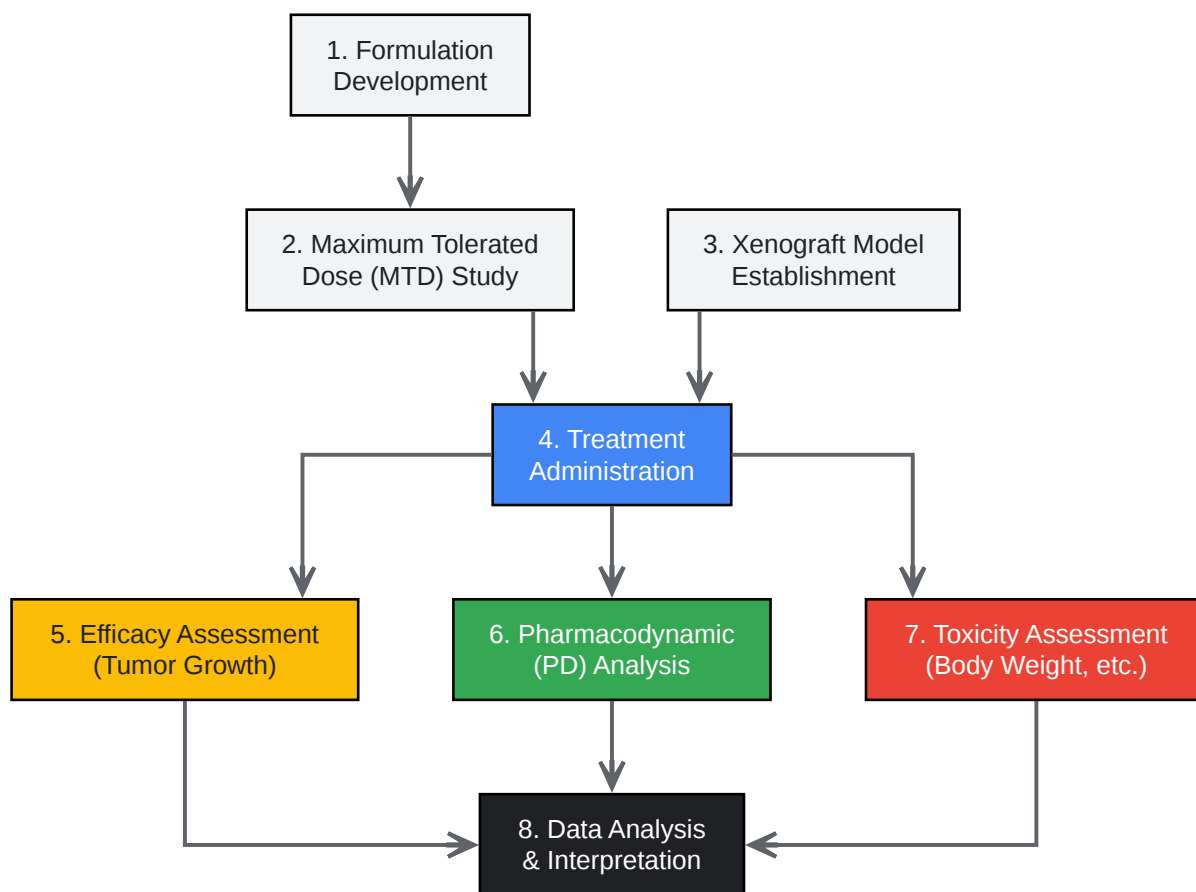 1. Formulation
Development
2. Maximum Tolerated
Dose (MTD) Study
3. Xenograft Model
Establishment
4. Treatment
Administration
5. Efficacy Assessment
(Tumor Growth)
6. Pharmacodynamic
(PD) Analysis
7. Toxicity Assessment
(Body Weight, etc.)
8. Data Analysis
& Interpretation